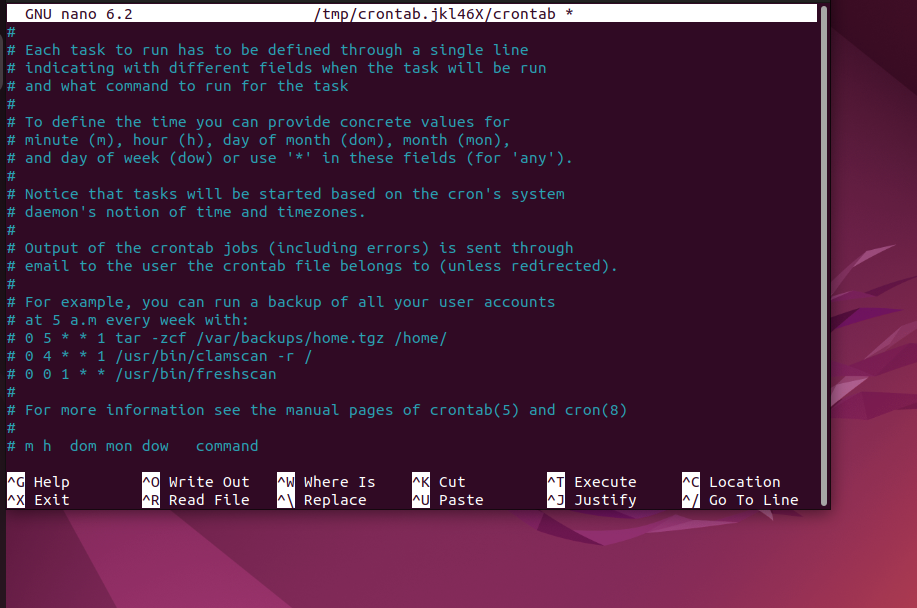 GNU nano 6.2 /tmp/crontab.jkl46X/crontab *
#
# Each task to run has to be defined through a single line
# indicating with different fields when the task will be run
# and what command to run for the task
#
# To define the time you can provide concrete values for
# minute (m), hour (h), day of month (dom), month (mon),
# and day of week (dow) or use '*' in these fields (for 'any').
#
# Notice that tasks will be started based on the cron's system
# daemon's notion of time and timezones.
#
# Output of the crontab jobs (including errors) is sent through
# email to the user the crontab file belongs to (unless redirected).
#
# For example, you can run a backup of all your user accounts
# at 5 a.m every week with:
# 0 5 * * 1 tar -zcf /var/backups/home.tgz /home/
# 0 4 * * 1 /usr/bin/clamscan -r /
# 0 0 1 * * /usr/bin/freshscan
#
# For more information see the manual pages of crontab(5) and cron(8)
#
# m h  dom mon dow   command
^G Help ^O Write Out ^W Where Is ^K Cut ^T Execute ^C Location
^X Exit ^R Read File ^\ Replace ^U Paste ^J Justify ^/ Go To Line